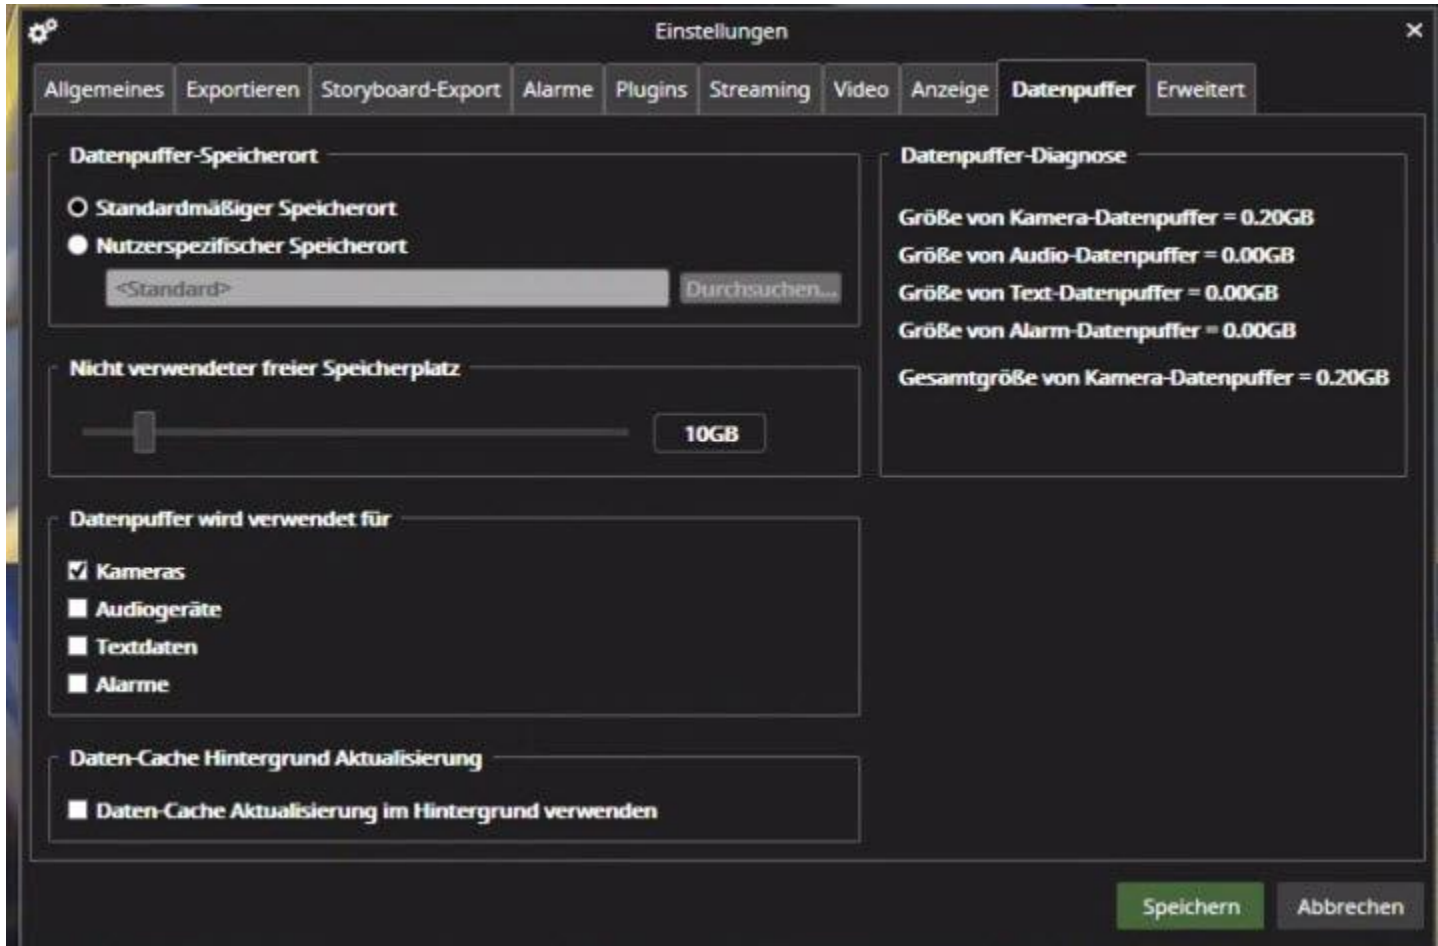 Einstellungen
Allgemeines Exportieren Storyboard-Export Alarme Plugins Streaming Video Anzeige Datenpuffer Erweitert
Datenpuffer-Speicherort
Standardmäßiger Speicherort
Nutzerspezifischer Speicherort
<Standard> Durchsuchen...
Nicht verwendeter freier Speicherplatz
10GB
Datenpuffer wird verwendet für
Kameras
Audiogeräte
Textdaten
Alarme
Daten-Cache Hintergrund Aktualisierung
Daten-Cache Aktualisierung im Hintergrund verwenden
Datenpuffer-Diagnose
Größe von Kamera-Datenpuffer = 0.20GB
Größe von Audio-Datenpuffer = 0.00GB
Größe von Text-Datenpuffer = 0.00GB
Größe von Alarm-Datenpuffer = 0.00GB
Gesamtgröße von Kamera-Datenpuffer = 0.20GB
Speichern Abbrechen